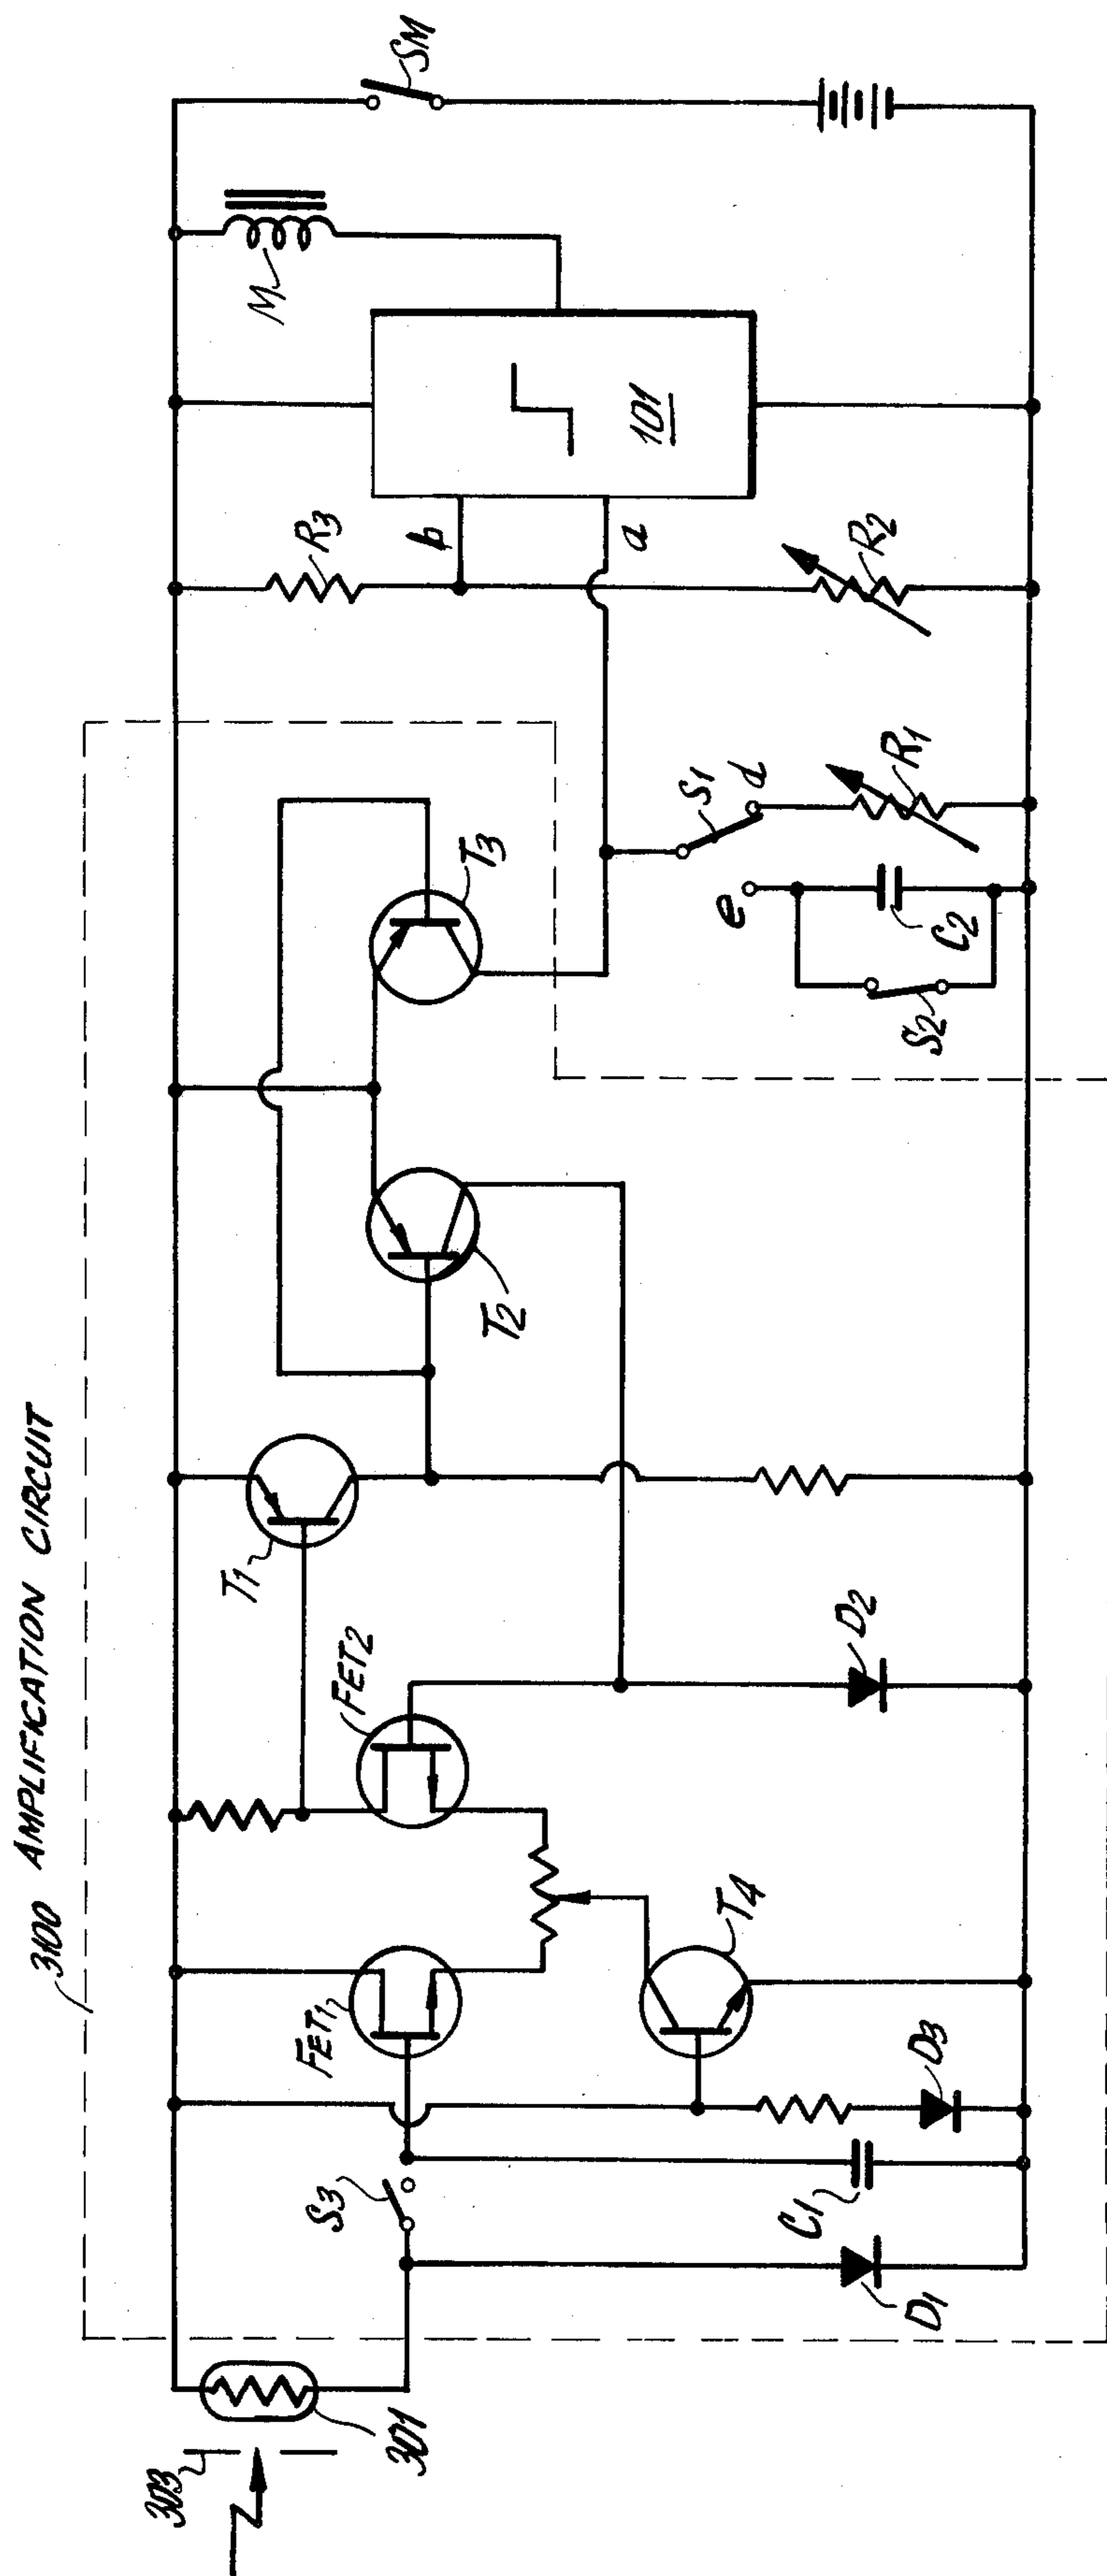 3100 AMPLIFICATION CIRCUIT
303
301
S3
D1
C1
FET1
D3
T4
FET2
D2
T1
T2
T3
S2
C2
e
S1
d
R1
R3
b
a
R2
101
M
SM